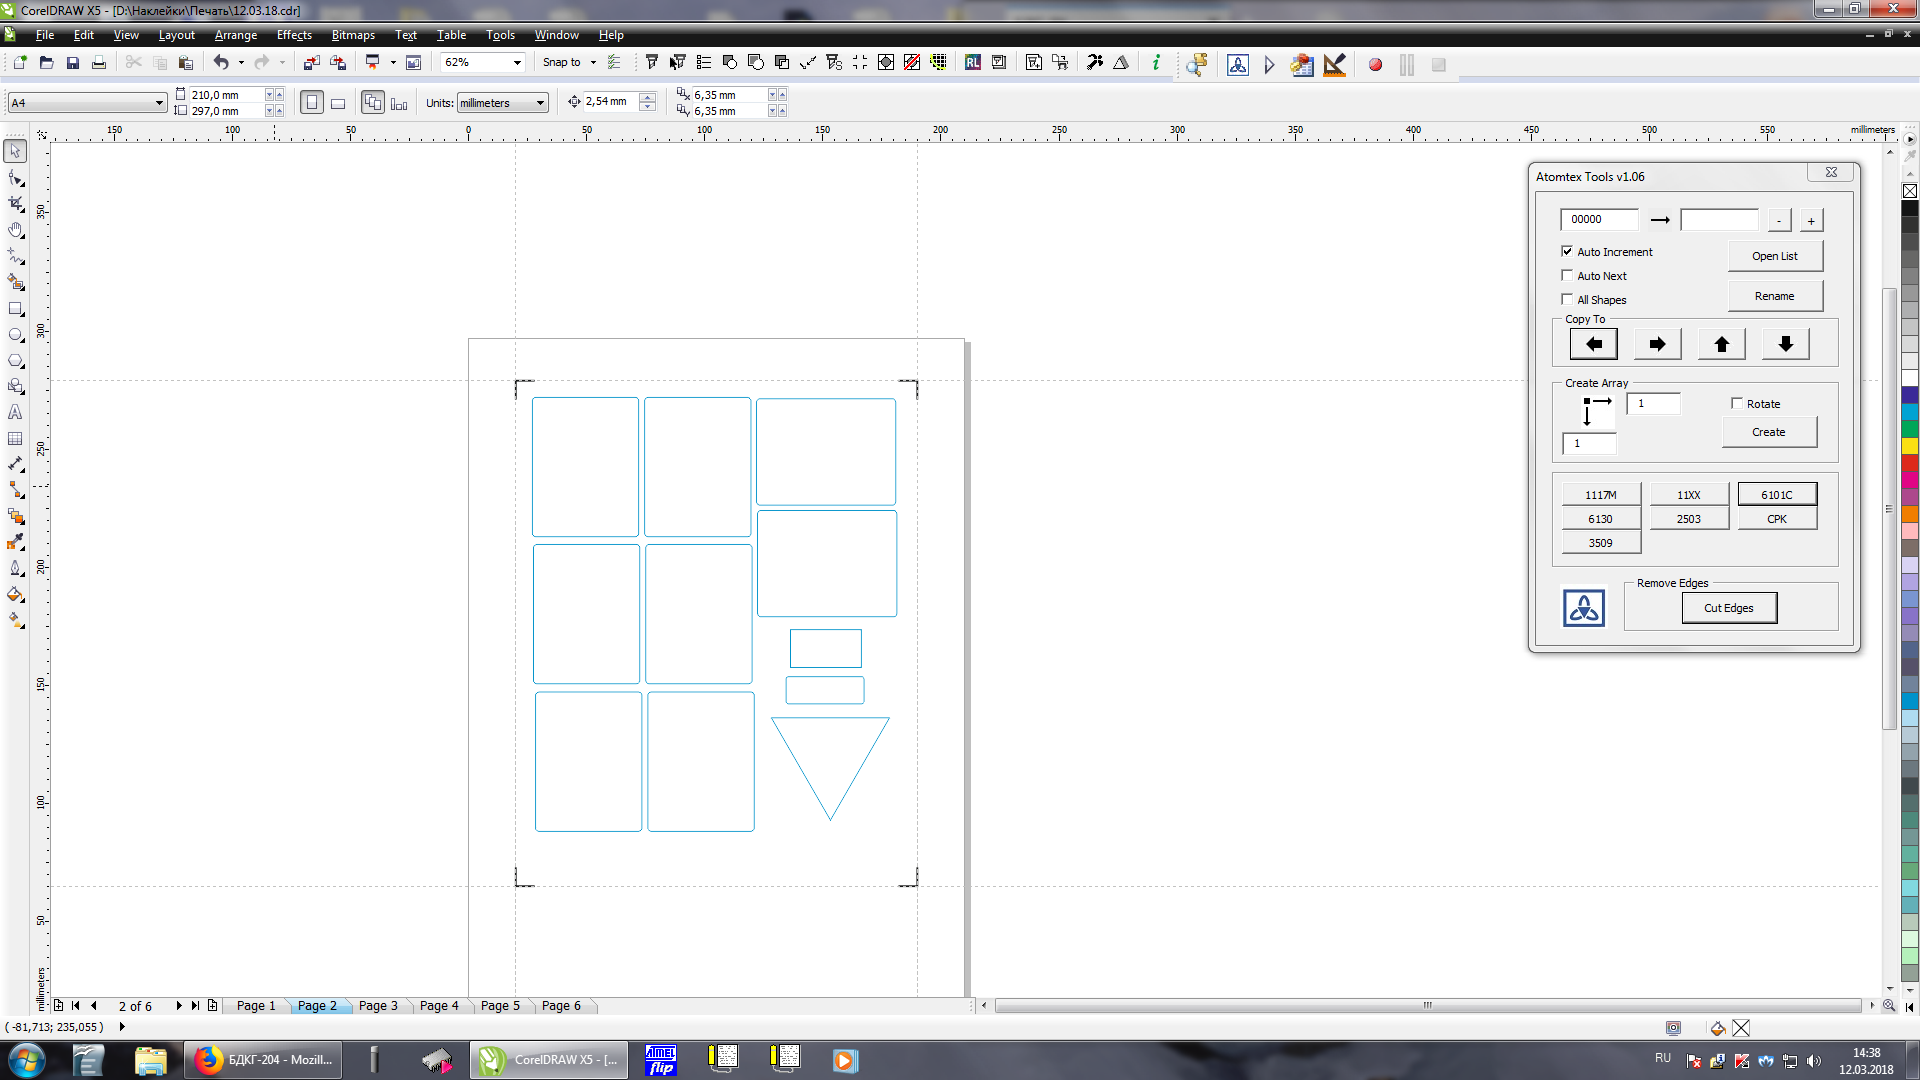 CorelDRAW X5 - [D:\Наклейки\Печать\12.03.18.cdr]
File Edit View Layout Arrange Effects Bitmaps Text Table Tools Window Help
62% Snap to RL i
A4 210,0 mm 297,0 mm Units: millimeters 2,54 mm 6,35 mm 6,35 mm
150 100 50 0 50 100 150 200 250 300 350 400 450 500 550 millimeters
350
300
250
200
150
100
50
millimeters
Atomtex Tools v1.06
00000 - +
Auto Increment Open List
Auto Next
All Shapes Rename
Copy To
Create Array
1 Rotate
1 Create
1117M 11XX 6101C
6130 2503 CPK
3509
Remove Edges
Cut Edges
2 of 6 Page 1 Page 2 Page 3 Page 4 Page 5 Page 6
( -81,713; 235,055 )
БДКГ-204 - Mozill... CorelDRAW X5 - [... AMEL flip RU 14:38
12.03.2018